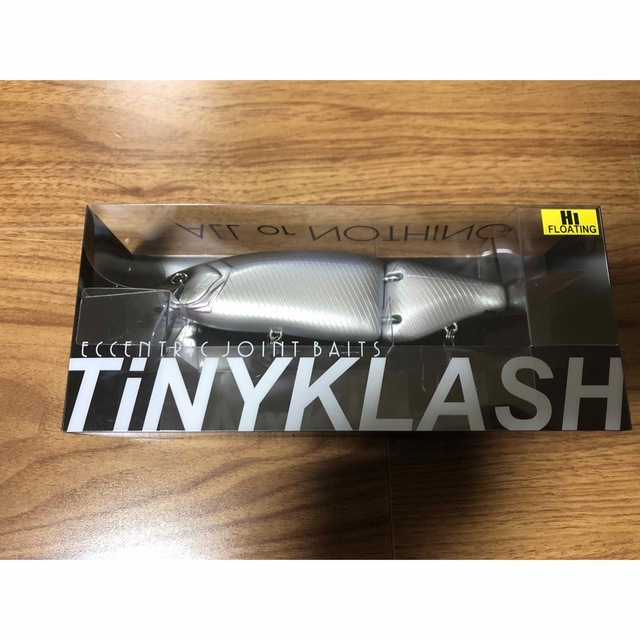 Hi
FLOATING
ALL or NOTHING
ECCENTRIC JOINT BAITS
TiNYKLASH